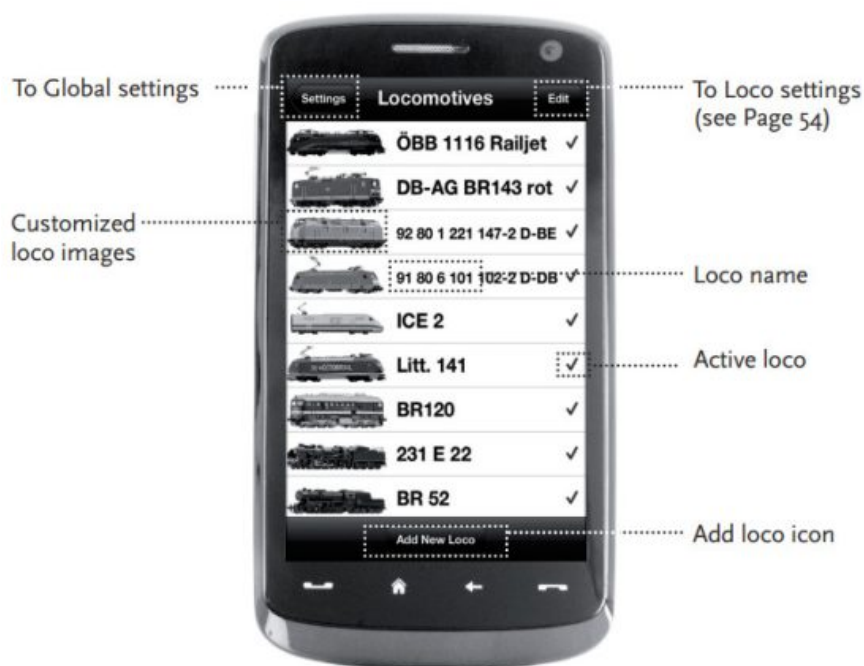 To Global settings
Settings
Locomotives
Edit
To Loco settings
(see Page 54)
ÖBB 1116 Railjet ✓
DB-AG BR143 rot ✓
Customized
loco images
92 80 1 221 147-2 D-BE ✓
91 80 6 101 102-2 D-DB ✓
Loco name
ICE 2 ✓
Litt. 141 ✓
Active loco
BR120 ✓
231 E 22 ✓
BR 52 ✓
Add New Loco
Add loco icon